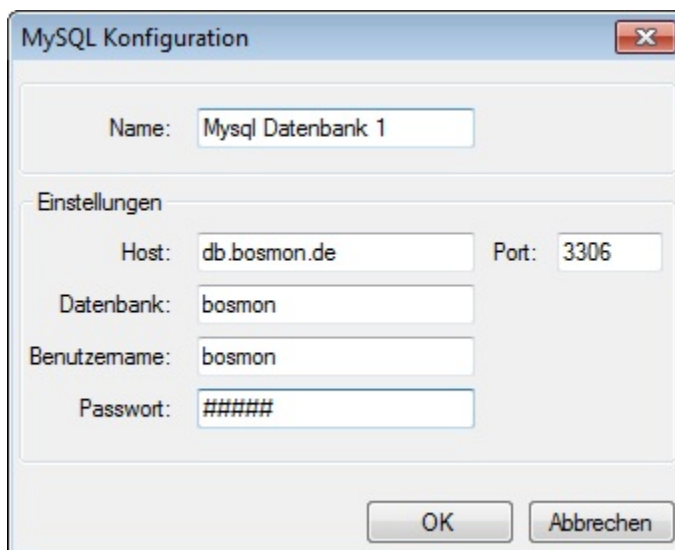 MySQL Konfiguration
Name: Mysql Datenbank 1
Einstellungen
Host: db.bosmon.de Port: 3306
Datenbank: bosmon
Benutzername: bosmon
Passwort: #####
OK Abbrechen